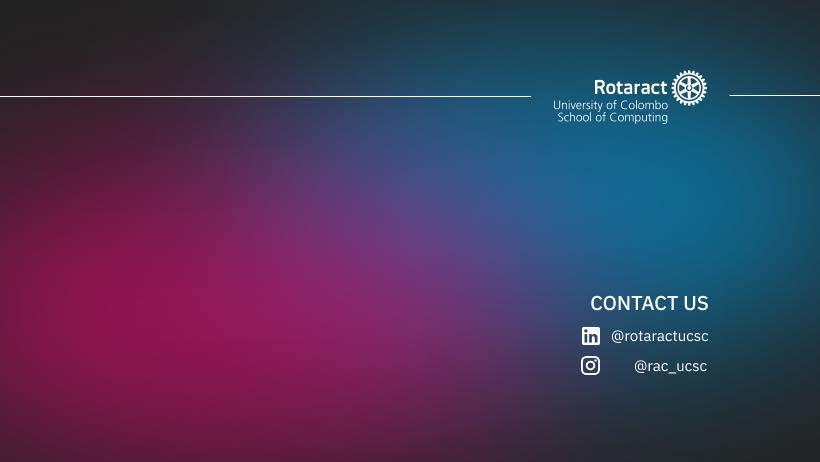 Rotaract
University of Colombo
School of Computing
CONTACT US
@rotaractucsc
@rac_ucsc